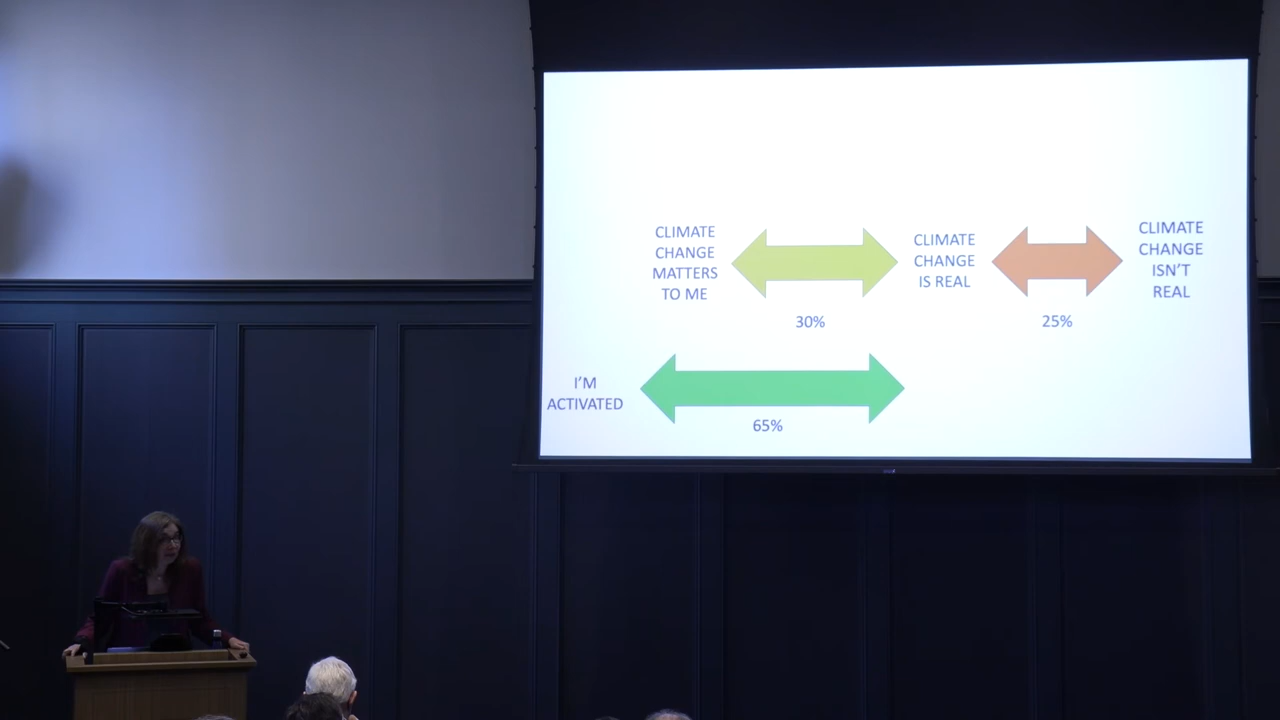 CLIMATE
CHANGE
MATTERS
TO ME
30%
CLIMATE
CHANGE
IS REAL
25%
CLIMATE
CHANGE
ISN'T
REAL
I'M
ACTIVATED
65%